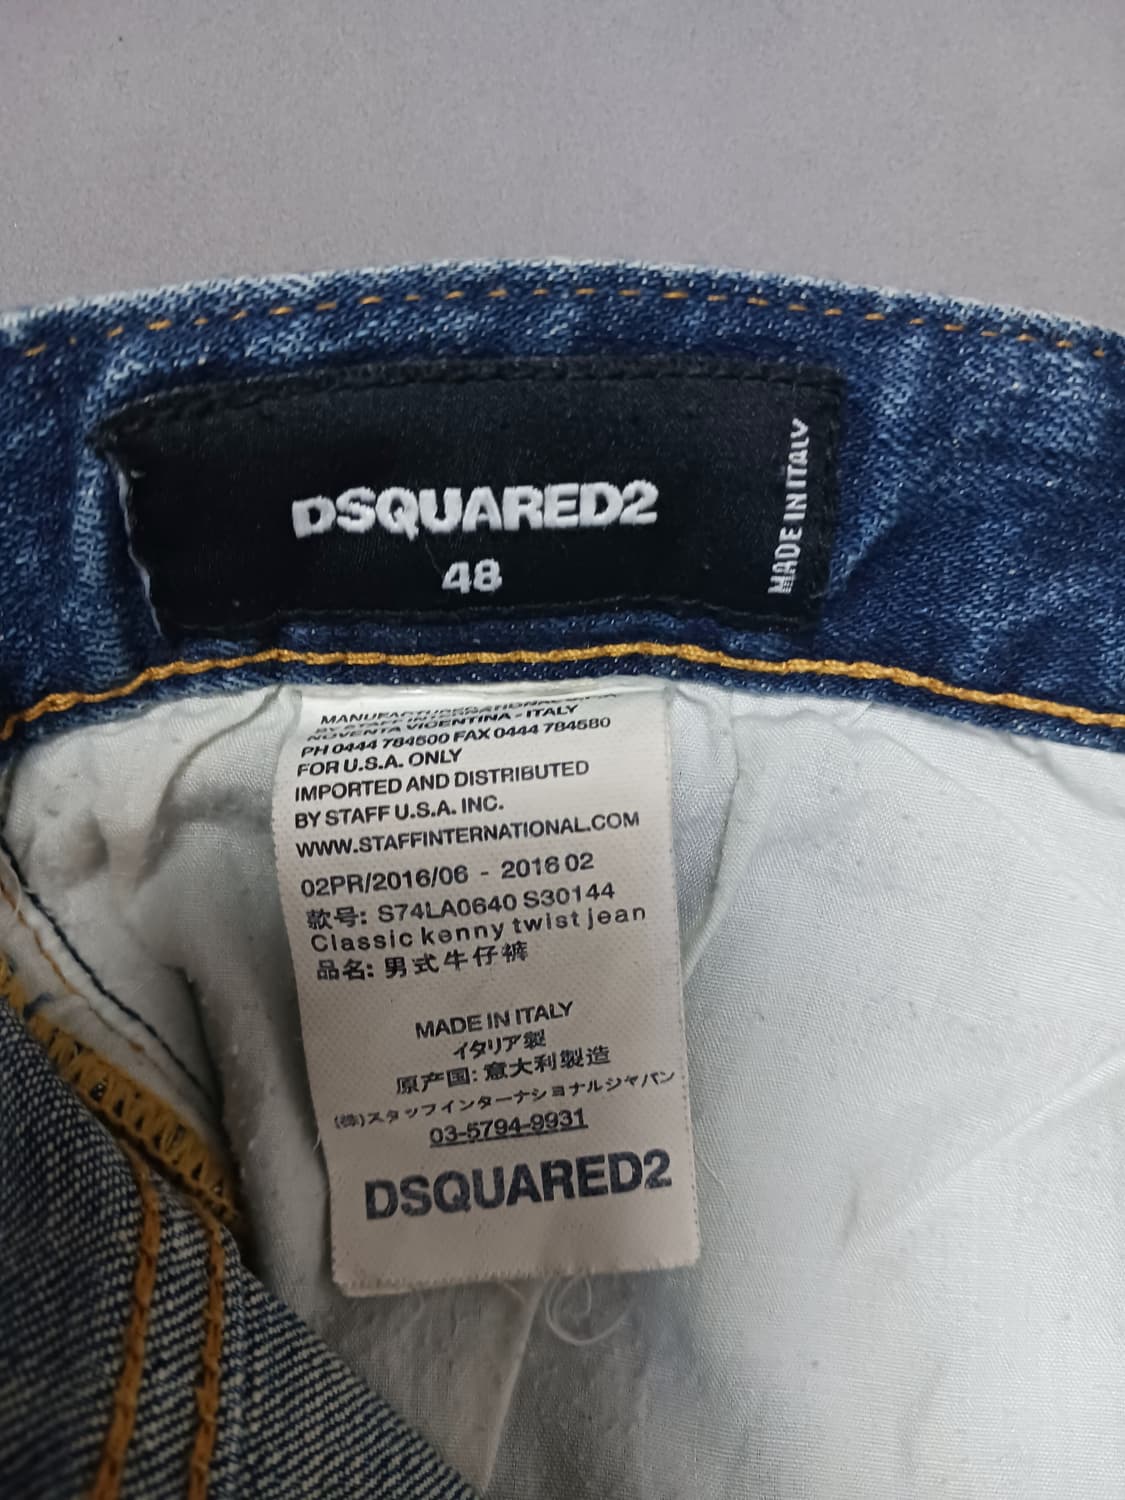 DSQUARED2
48
MADE IN ITALY
BY STAFF INTERNATIONAL
NOVENTA VICENTINA - ITALY
PH 0444 784500 FAX 0444 784580
FOR U.S.A. ONLY
IMPORTED AND DISTRIBUTED
BY STAFF U.S.A. INC.
WWW.STAFFINTERNATIONAL.COM
02PR/2016/06 - 2016 02
款号: S74LA0640 S30144
Classic kenny twist jean
品名: 男式牛仔裤
MADE IN ITALY
イタリア製
原产国: 意大利製造
(株)スタッフインターナショナルジャパン
03-5794-9931
DSQUARED2